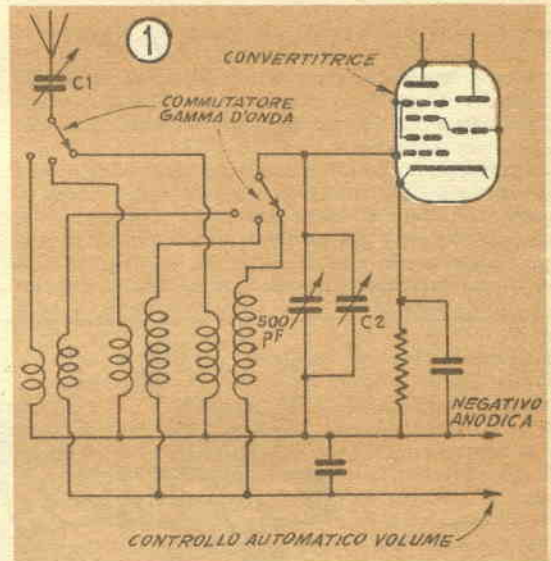 1
CONVERTITRICE
C1
COMMUTATORE
GAMMA D'ONDA
500
PF
C2
NEGATIVO
ANODICA
CONTROLLO AUTOMATICO VOLUME